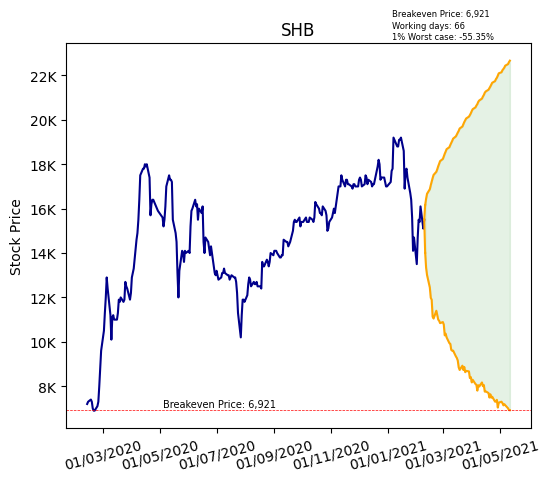 Breakeven Price: 6,921
Working days: 66
1% Worst case: -55.35%
SHB
Stock Price
22K
20K
18K
16K
14K
12K
10K
8K
Breakeven Price: 6,921
01/03/2020 01/05/2020 01/07/2020 01/09/2020 01/11/2020 01/01/2021 01/03/2021 01/05/2021